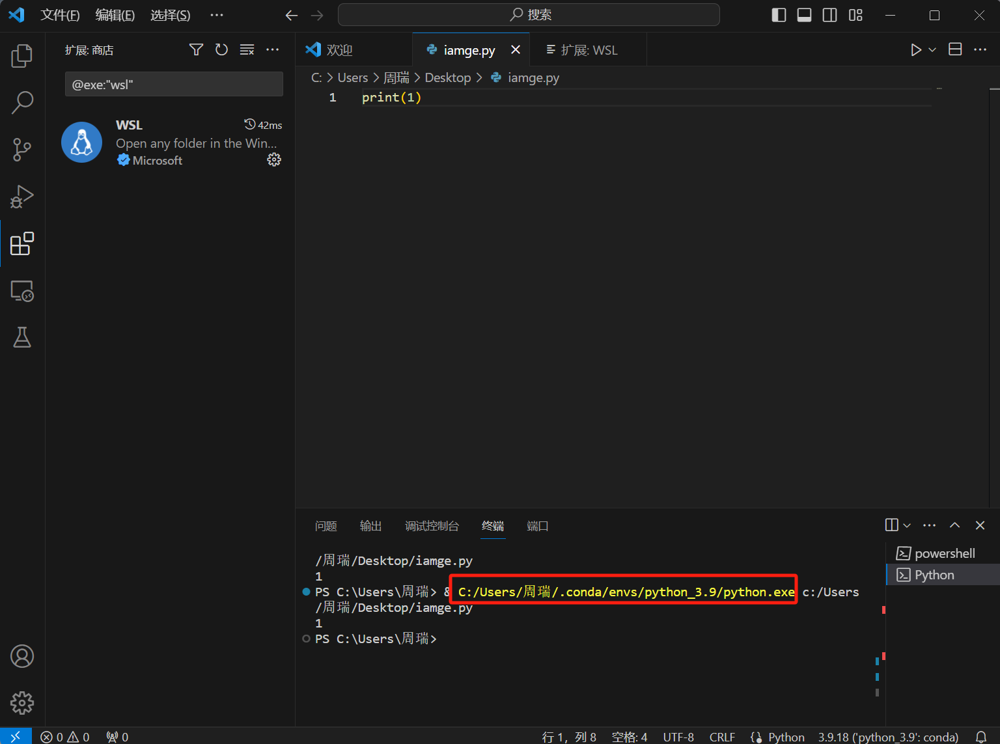 文件(F) 编辑(E) 选择(S) ··· 搜索
扩展: 商店
@exe:"wsl"
WSL 42ms
Open any folder in the Win...
Microsoft
欢迎 iamge.py 扩展: WSL
C: > Users > 周瑞 > Desktop > iamge.py
1 print(1)
问题 输出 调试控制台 终端 端口
/周瑞/Desktop/iamge.py
1
PS C:\Users\周瑞> & C:/Users/周瑞/.conda/envs/python_3.9/python.exe c:/Users
/周瑞/Desktop/iamge.py
1
PS C:\Users\周瑞>
powershell
Python
0 0 0 行 1，列 8 空格: 4 UTF-8 CRLF {} Python 3.9.18 ('python_3.9': conda)